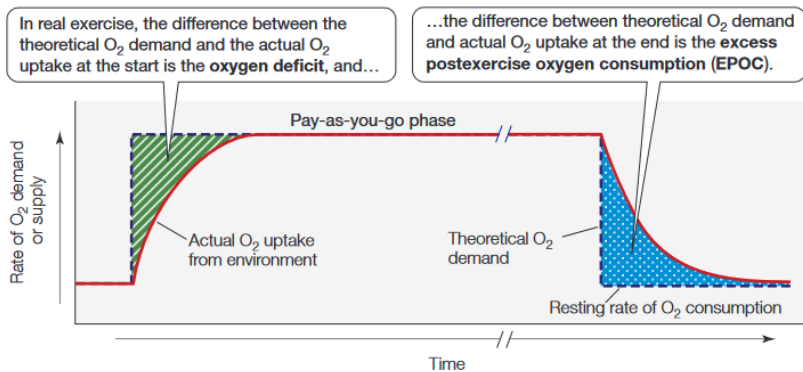 In real exercise, the difference between the
theoretical O₂ demand and the actual O₂
uptake at the start is the oxygen deficit, and…
…the difference between theoretical O₂ demand
and actual O₂ uptake at the end is the excess
postexercise oxygen consumption (EPOC).
Pay-as-you-go phase
Rate of O₂ demand
or supply
Actual O₂ uptake
from environment
Theoretical O₂
demand
Resting rate of O₂ consumption
Time